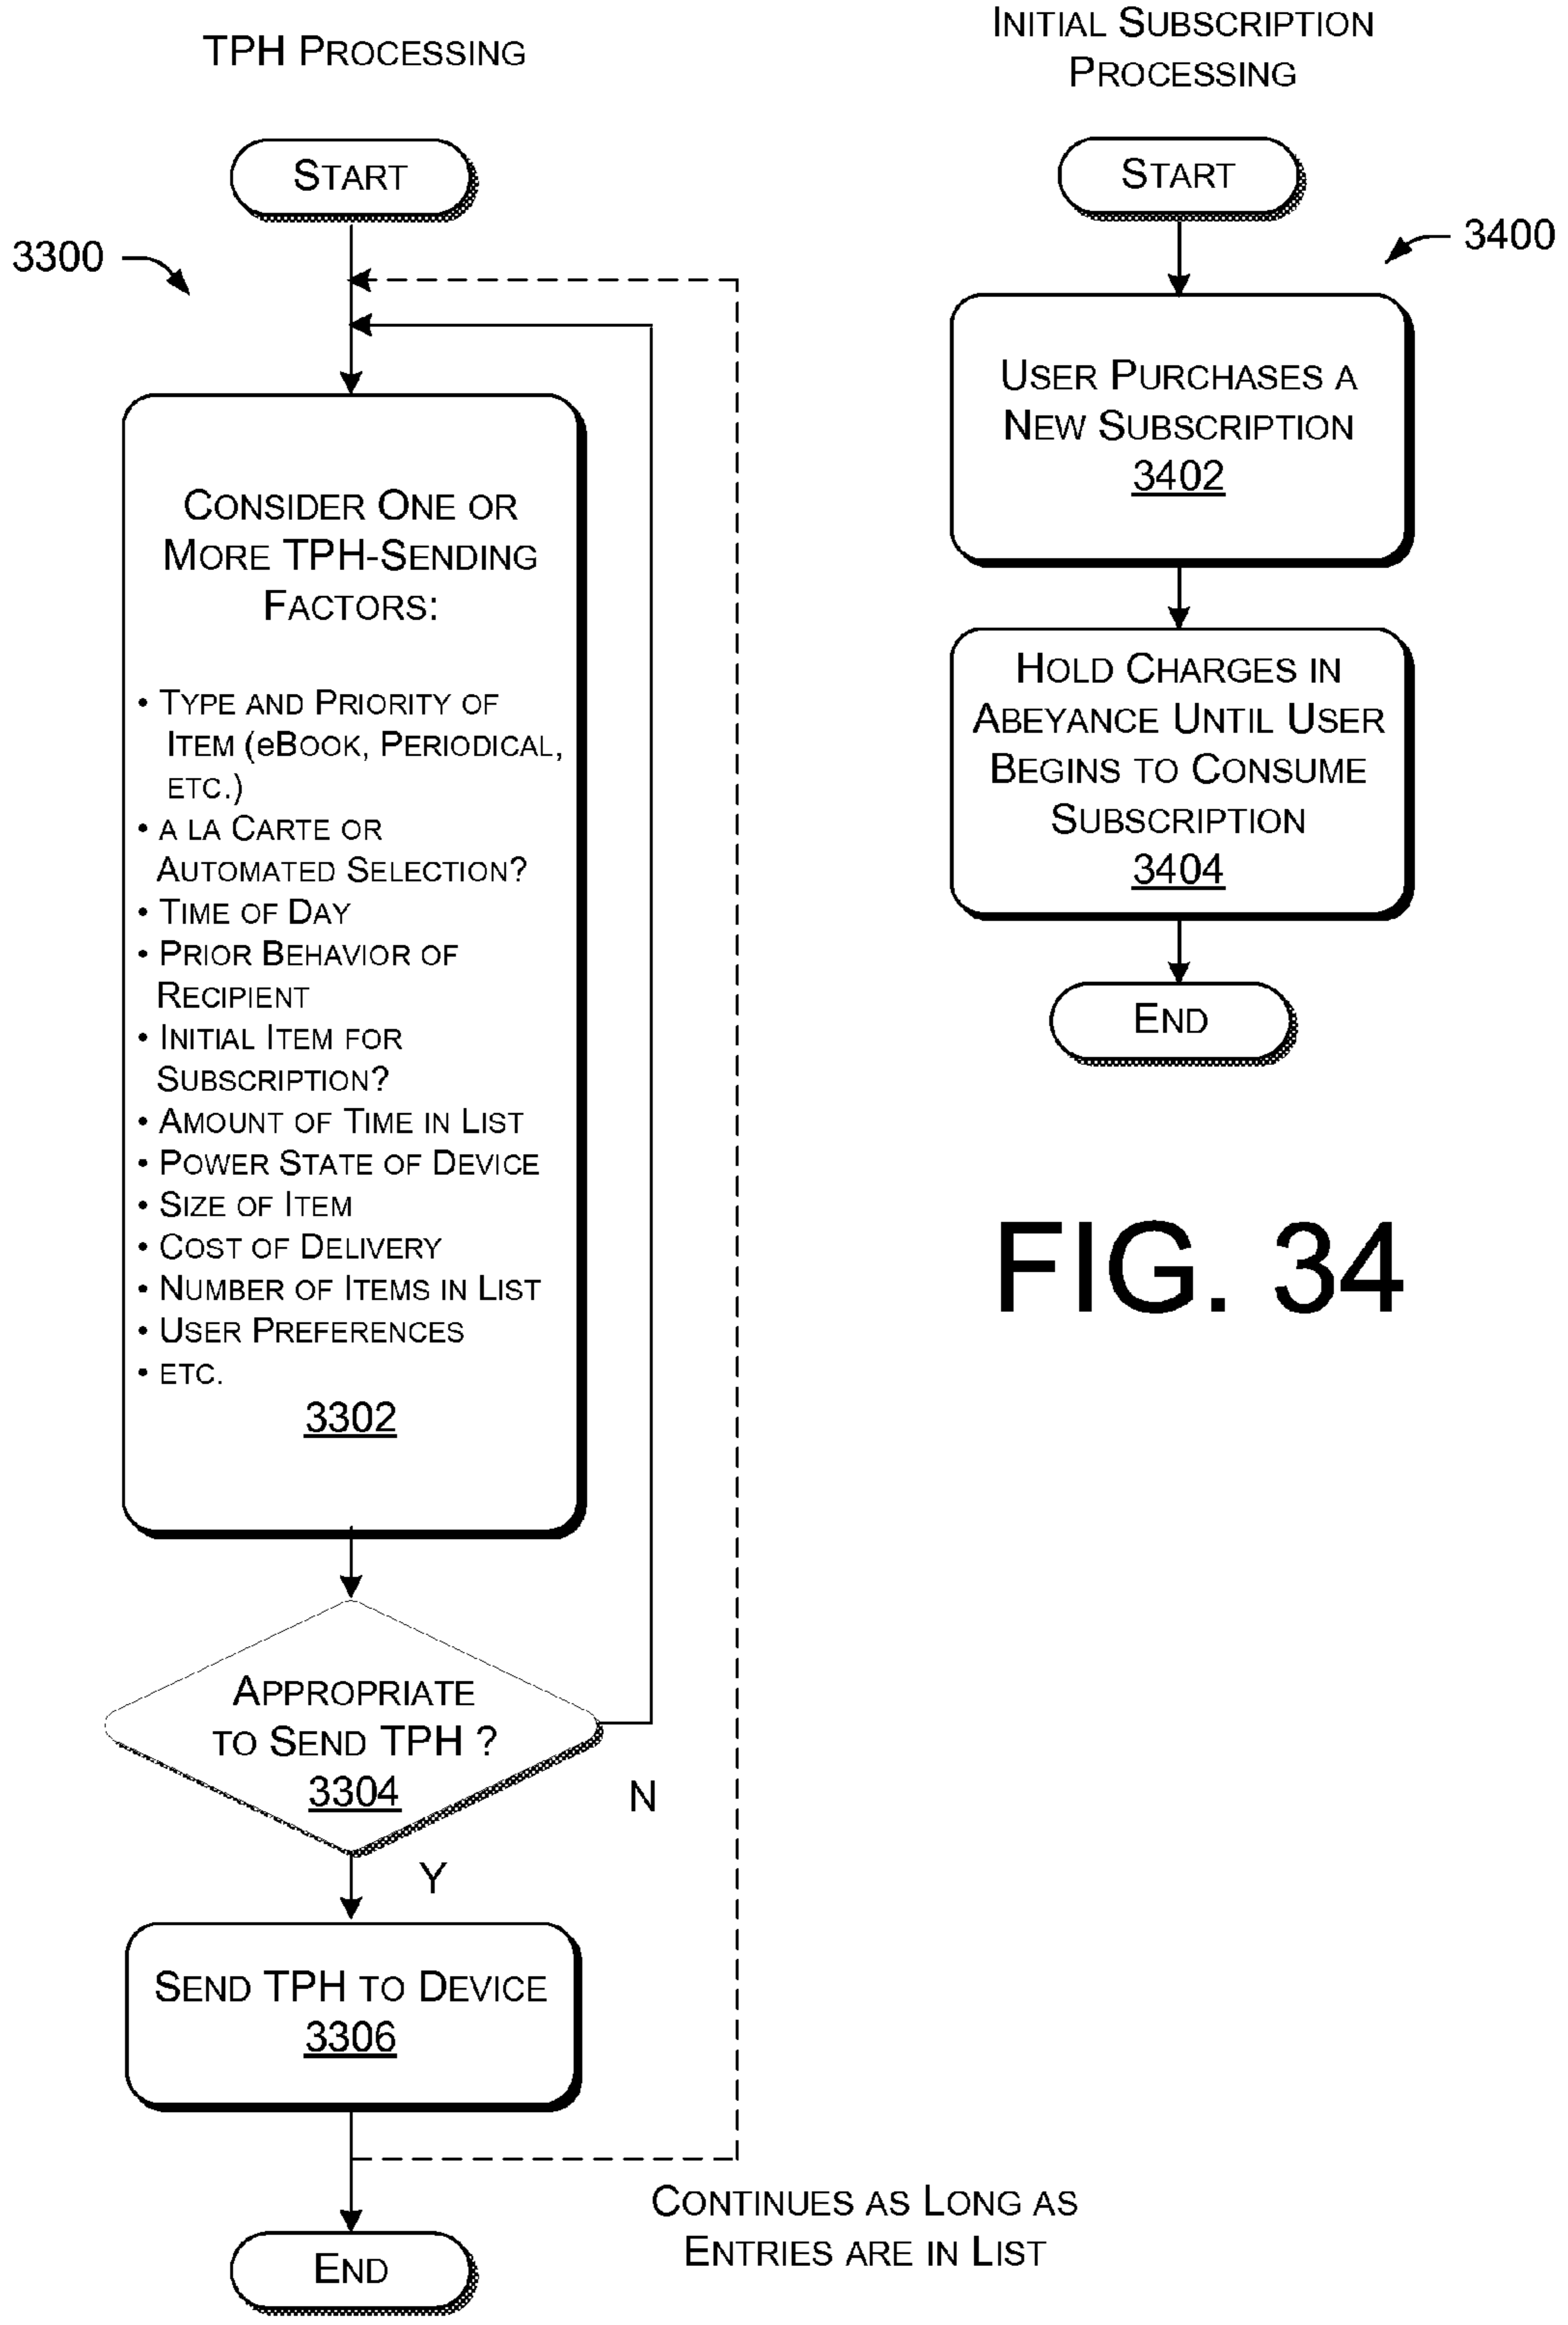 TPH PROCESSING
START
3300
CONSIDER ONE OR
MORE TPH-SENDING
FACTORS:
• TYPE AND PRIORITY OF
ITEM (eBOOK, PERIODICAL,
ETC.)
• A LA CARTE OR
AUTOMATED SELECTION?
• TIME OF DAY
• PRIOR BEHAVIOR OF
RECIPIENT
• INITIAL ITEM FOR
SUBSCRIPTION?
• AMOUNT OF TIME IN LIST
• POWER STATE OF DEVICE
• SIZE OF ITEM
• COST OF DELIVERY
• NUMBER OF ITEMS IN LIST
• USER PREFERENCES
• ETC.
3302
APPROPRIATE
TO SEND TPH ?
3304
N
Y
SEND TPH TO DEVICE
3306
CONTINUES AS LONG AS
ENTRIES ARE IN LIST
END
INITIAL SUBSCRIPTION
PROCESSING
START
3400
USER PURCHASES A
NEW SUBSCRIPTION
3402
HOLD CHARGES IN
ABEYANCE UNTIL USER
BEGINS TO CONSUME
SUBSCRIPTION
3404
END
FIG. 34